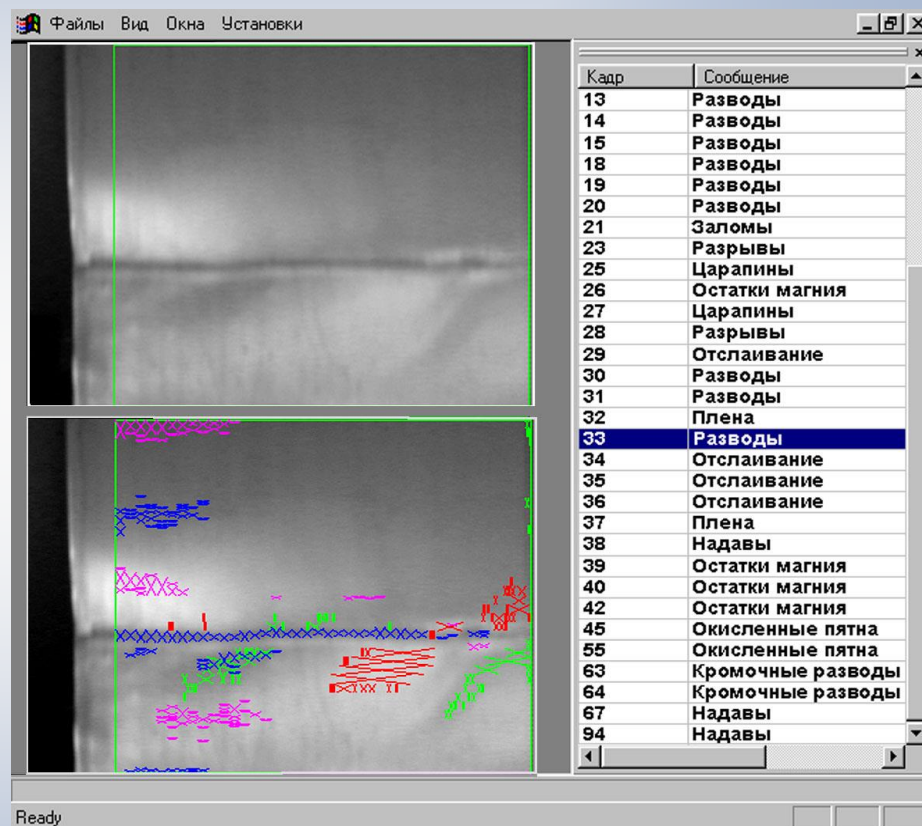 Файлы Вид Окна Установки
Кадр Сообщение
13 Разводы
14 Разводы
15 Разводы
18 Разводы
19 Разводы
20 Разводы
21 Заломы
23 Разрывы
25 Царапины
26 Остатки магния
27 Царапины
28 Разрывы
29 Отслаивание
30 Разводы
31 Разводы
32 Плена
33 Разводы
34 Отслаивание
35 Отслаивание
36 Отслаивание
37 Плена
38 Надавы
39 Остатки магния
40 Остатки магния
42 Остатки магния
45 Окисленные пятна
55 Окисленные пятна
63 Кромочные разводы
64 Кромочные разводы
67 Надавы
94 Надавы
Ready